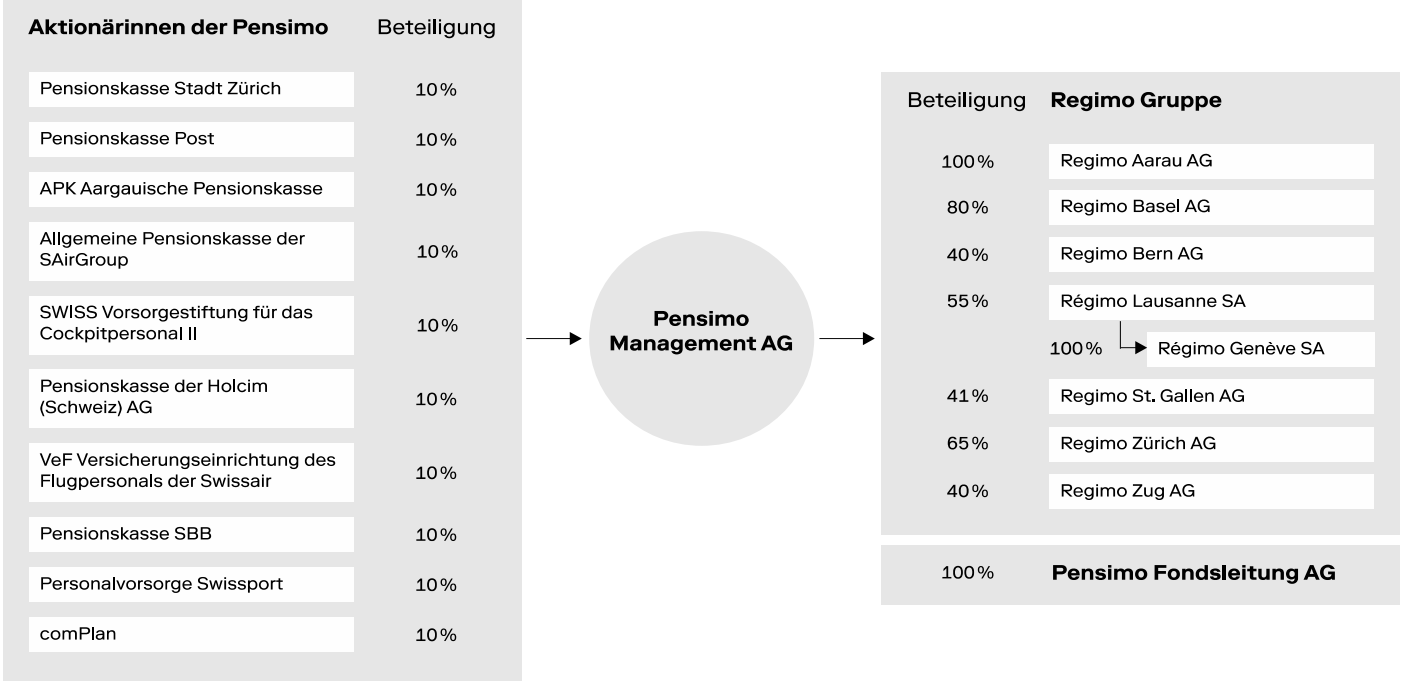 Aktionärinnen der Pensimo Beteiligung
Pensionskasse Stadt Zürich 10 %
Pensionskasse Post 10 %
APK Aargauische Pensionskasse 10 %
Allgemeine Pensionskasse der
SAirGroup 10 %
SWISS Vorsorgestiftung für das
Cockpitpersonal II 10 %
Pensionskasse der Holcim
(Schweiz) AG 10 %
VeF Versicherungseinrichtung des
Flugpersonals der Swissair 10 %
Pensionskasse SBB 10 %
Personalvorsorge Swissport 10 %
comPlan 10 %
Pensimo
Management AG
Beteiligung Regimo Gruppe
100 % Regimo Aarau AG
80 % Regimo Basel AG
40 % Regimo Bern AG
55 % Régimo Lausanne SA
100 % Régimo Genève SA
41 % Regimo St. Gallen AG
65 % Regimo Zürich AG
40 % Regimo Zug AG
100 % Pensimo Fondsleitung AG